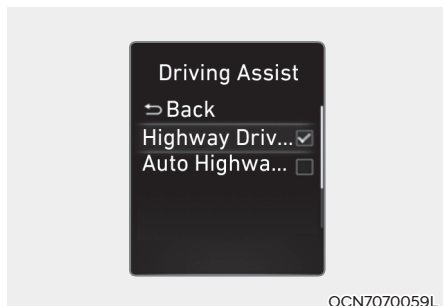 Driving Assist
Back
Highway Driv...
Auto Highwa...
OCN7070059L